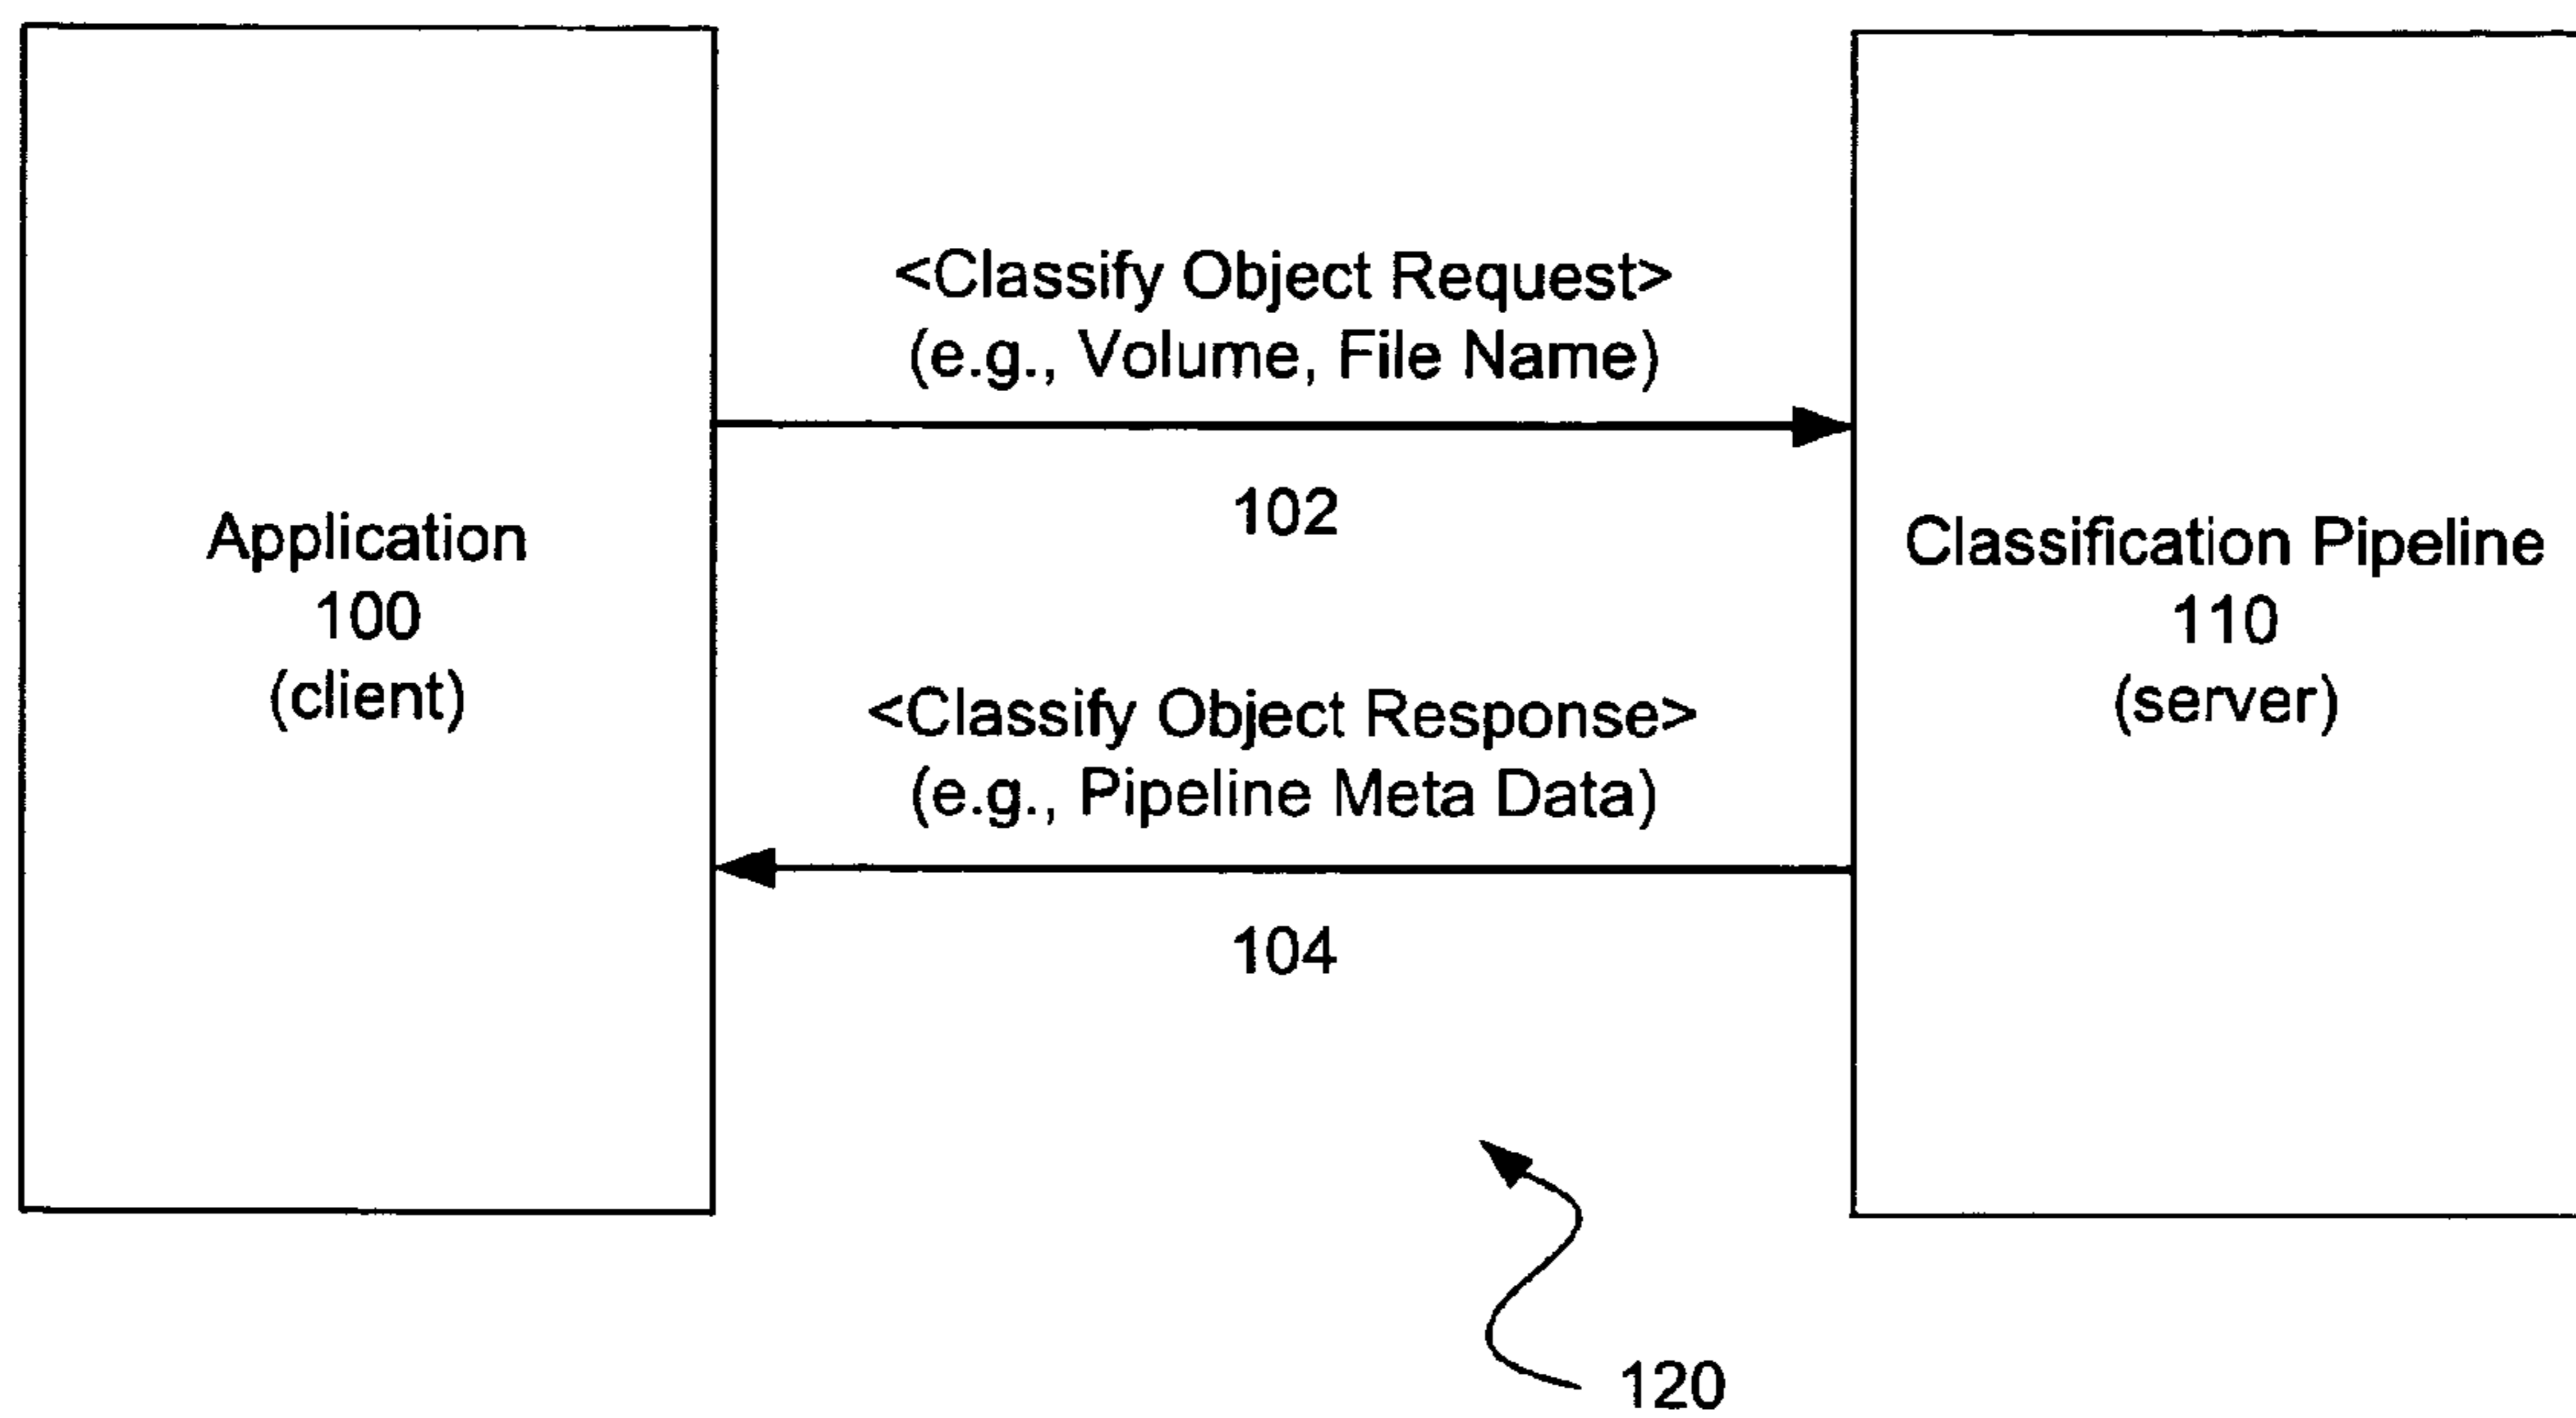 Application
100
(client)
<Classify Object Request>
(e.g., Volume, File Name)
102
<Classify Object Response>
(e.g., Pipeline Meta Data)
104
Classification Pipeline
110
(server)
120